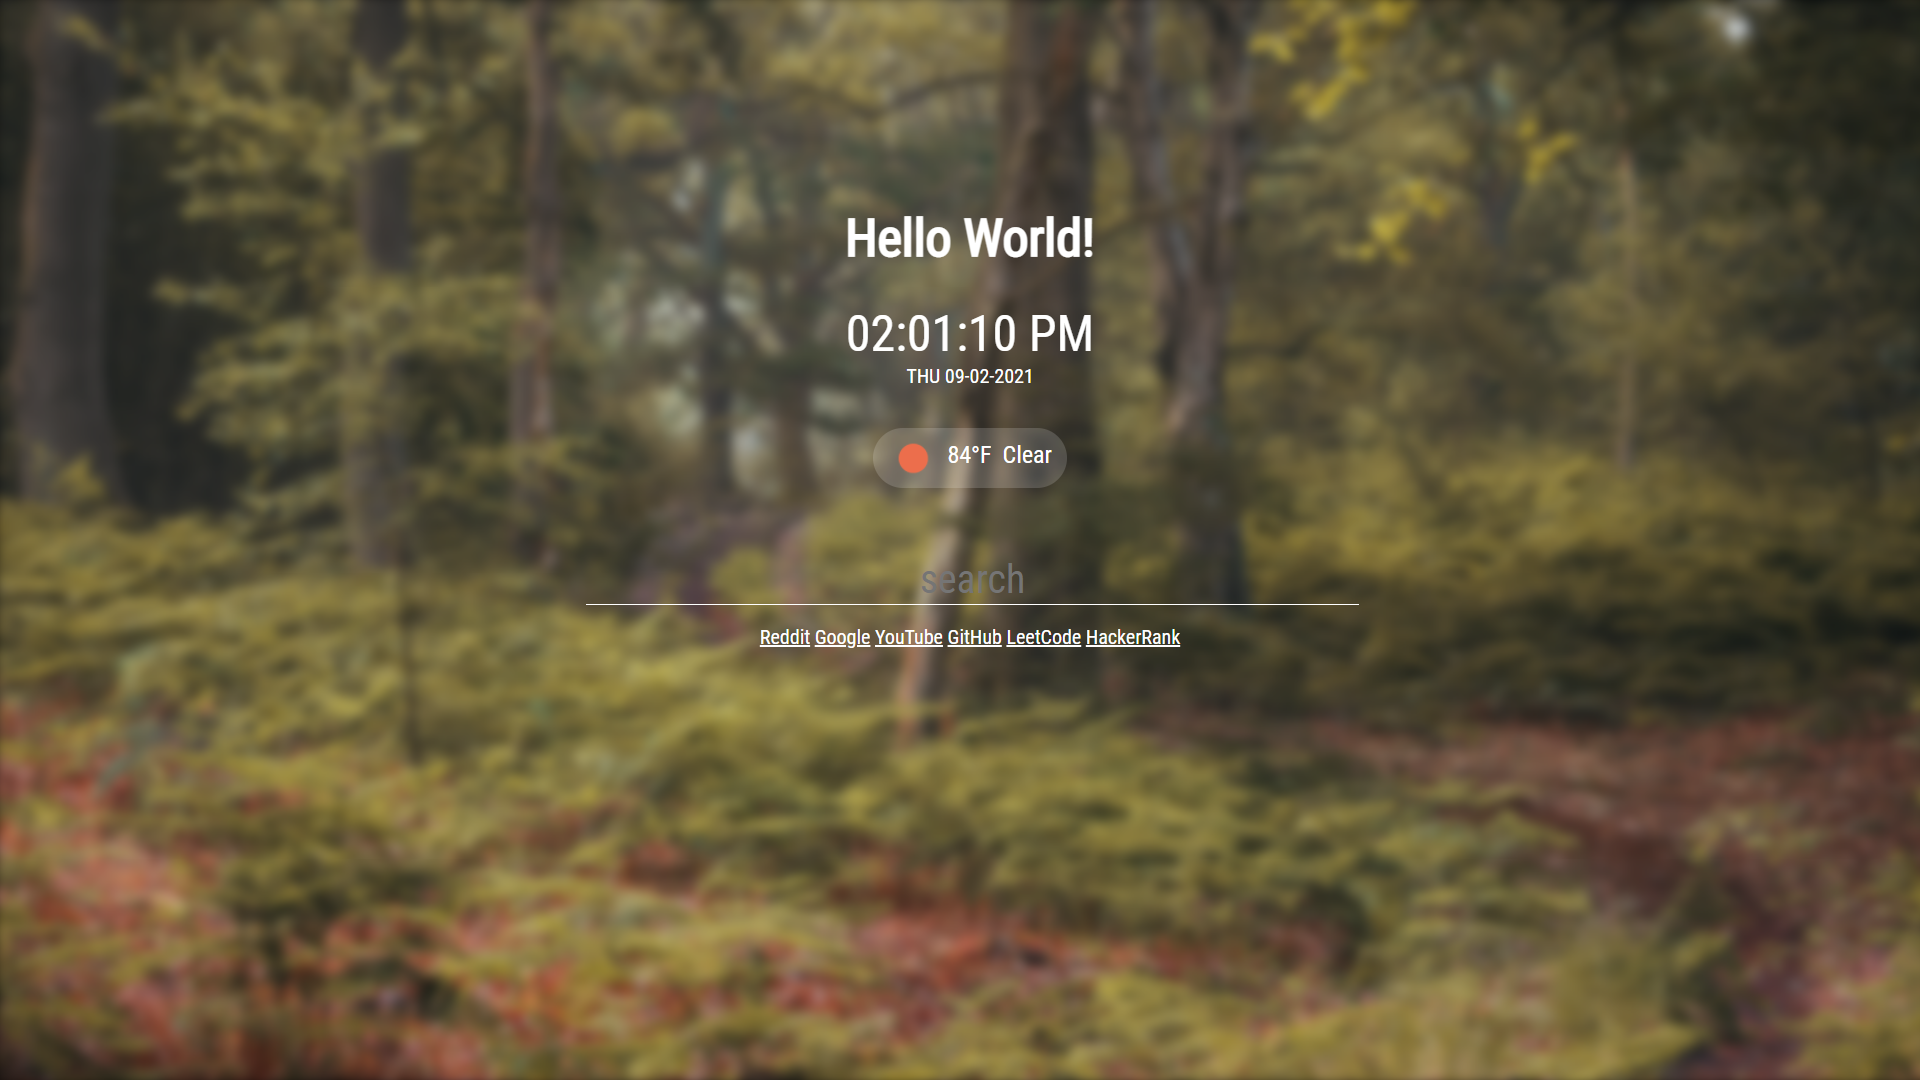 Hello World!
02:01:10 PM
THU 09-02-2021
84°F Clear
search
Reddit Google YouTube GitHub LeetCode HackerRank